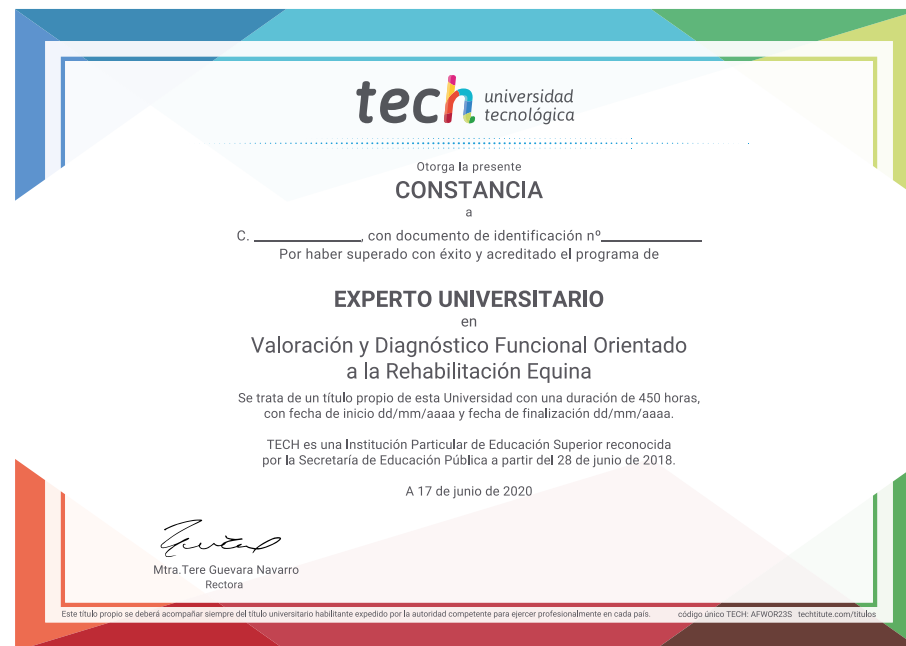 tech universidad
tecnológica
Otorga la presente
CONSTANCIA
a
C. ____________, con documento de identificación nº____________
Por haber superado con éxito y acreditado el programa de
EXPERTO UNIVERSITARIO
en
Valoración y Diagnóstico Funcional Orientado
a la Rehabilitación Equina
Se trata de un título propio de esta Universidad con una duración de 450 horas,
con fecha de inicio dd/mm/aaaa y fecha de finalización dd/mm/aaaa.
TECH es una Institución Particular de Educación Superior reconocida
por la Secretaría de Educación Pública a partir del 28 de junio de 2018.
A 17 de junio de 2020
Mtra.Tere Guevara Navarro
Rectora
Este título propio se deberá acompañar siempre del título universitario habilitante expedido por la autoridad competente para ejercer profesionalmente en cada país. código único TECH: AFWOR23S techtitute.com/titulos